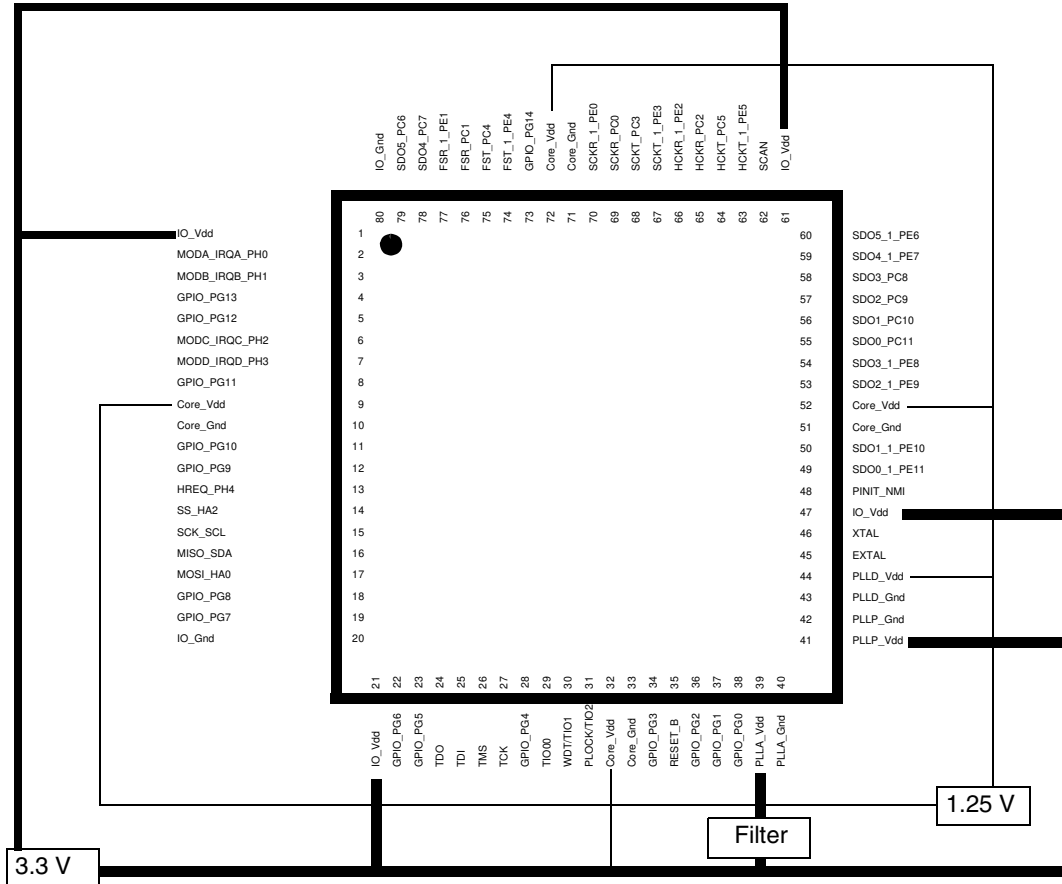 IO_Gnd
SDO5_PC6
SDO4_PC7
FSR_1_PE1
FSR_PC1
FST_PC4
FST_1_PE4
GPIO_PG14
Core_Vdd
Core_Gnd
SCKR_1_PE0
SCKR_PC0
SCKT_PC3
SCKT_1_PE3
HCKR_1_PE2
HCKR_PC2
HCKT_PC5
HCKT_1_PE5
SCAN
IO_Vdd
80
79
78
77
76
75
74
73
72
71
70
69
68
67
66
65
64
63
62
61
IO_Vdd 1
MODA_IRQA_PH0 2
MODB_IRQB_PH1 3
GPIO_PG13 4
GPIO_PG12 5
MODC_IRQC_PH2 6
MODD_IRQD_PH3 7
GPIO_PG11 8
Core_Vdd 9
Core_Gnd 10
GPIO_PG10 11
GPIO_PG9 12
HREQ_PH4 13
SS_HA2 14
SCK_SCL 15
MISO_SDA 16
MOSI_HA0 17
GPIO_PG8 18
GPIO_PG7 19
IO_Gnd 20
60 SDO5_1_PE6
59 SDO4_1_PE7
58 SDO3_PC8
57 SDO2_PC9
56 SDO1_PC10
55 SDO0_PC11
54 SDO3_1_PE8
53 SDO2_1_PE9
52 Core_Vdd
51 Core_Gnd
50 SDO1_1_PE10
49 SDO0_1_PE11
48 PINIT_NMI
47 IO_Vdd
46 XTAL
45 EXTAL
44 PLLD_Vdd
43 PLLD_Gnd
42 PLLP_Gnd
41 PLLP_Vdd
21
22
23
24
25
26
27
28
29
30
31
32
33
34
35
36
37
38
39
40
IO_Vdd
GPIO_PG6
GPIO_PG5
TDO
TDI
TMS
TCK
GPIO_PG4
TIO00
WDT/TIO1
PLOCK/TIO2
Core_Vdd
Core_Gnd
GPIO_PG3
RESET_B
GPIO_PG2
GPIO_PG1
GPIO_PG0
PLLA_Vdd
PLLA_Gnd
1.25 V
Filter
3.3 V